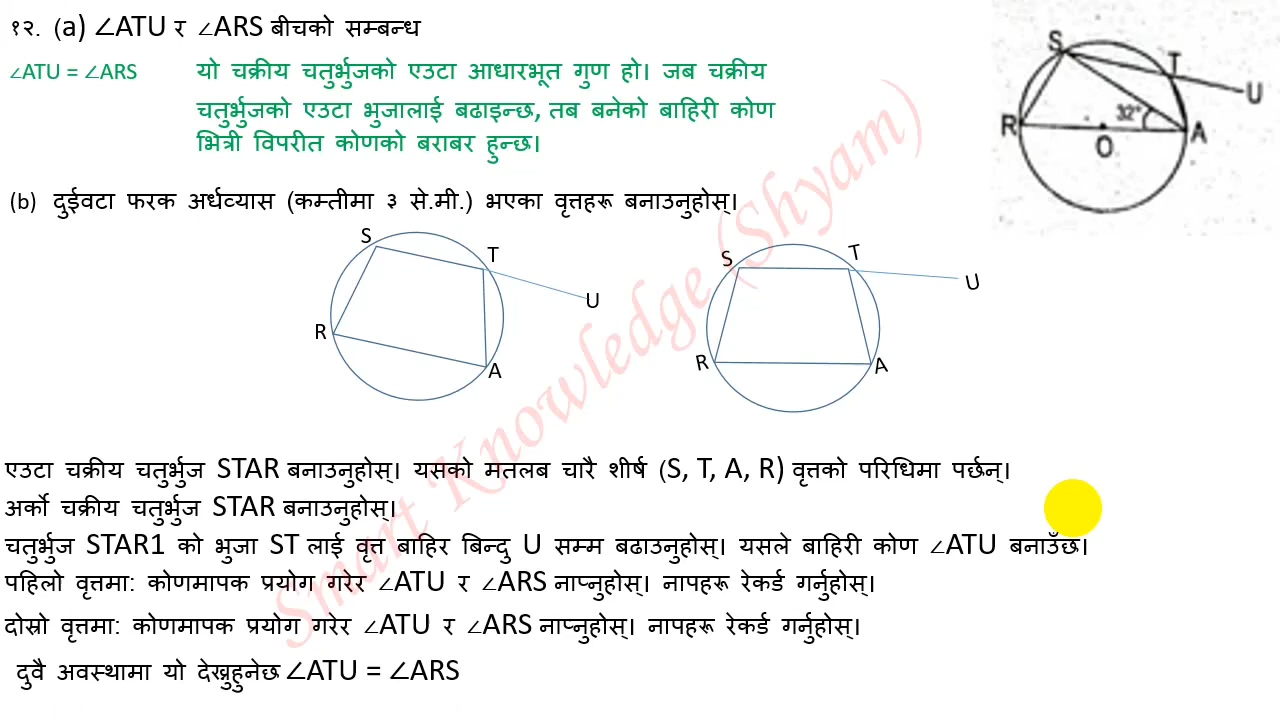 १२. (a) ∠ATU र ∠ARS बीचको सम्बन्ध
∠ATU = ∠ARS यो चक्रीय चतुर्भुजको एउटा आधारभूत गुण हो। जब चक्रीय
चतुर्भुजको एउटा भुजालाई बढाइन्छ, तब बनेको बाहिरी कोण
भित्री विपरीत कोणको बराबर हुन्छ।
S
T
U
32°
R
O
A
(b) दुईवटा फरक अर्धव्यास (कम्तीमा ३ से.मी.) भएका वृत्तहरू बनाउनुहोस्।
S
T
U
R
A
S
T
U
R
A
Smart Knowledge (Shyam)
एउटा चक्रीय चतुर्भुज STAR बनाउनुहोस्। यसको मतलब चारै शीर्ष (S, T, A, R) वृत्तको परिधिमा पर्छन्।
अर्को चक्रीय चतुर्भुज STAR बनाउनुहोस्।
चतुर्भुज STAR1 को भुजा ST लाई वृत्त बाहिर बिन्दु U सम्म बढाउनुहोस्। यसले बाहिरी कोण ∠ATU बनाउँछ।
पहिलो वृत्तमा: कोणमापक प्रयोग गरेर ∠ATU र ∠ARS नाप्नुहोस्। नापहरू रेकर्ड गर्नुहोस्।
दोस्रो वृत्तमा: कोणमापक प्रयोग गरेर ∠ATU र ∠ARS नाप्नुहोस्। नापहरू रेकर्ड गर्नुहोस्।
दुवै अवस्थामा यो देख्नुहुनेछ ∠ATU = ∠ARS